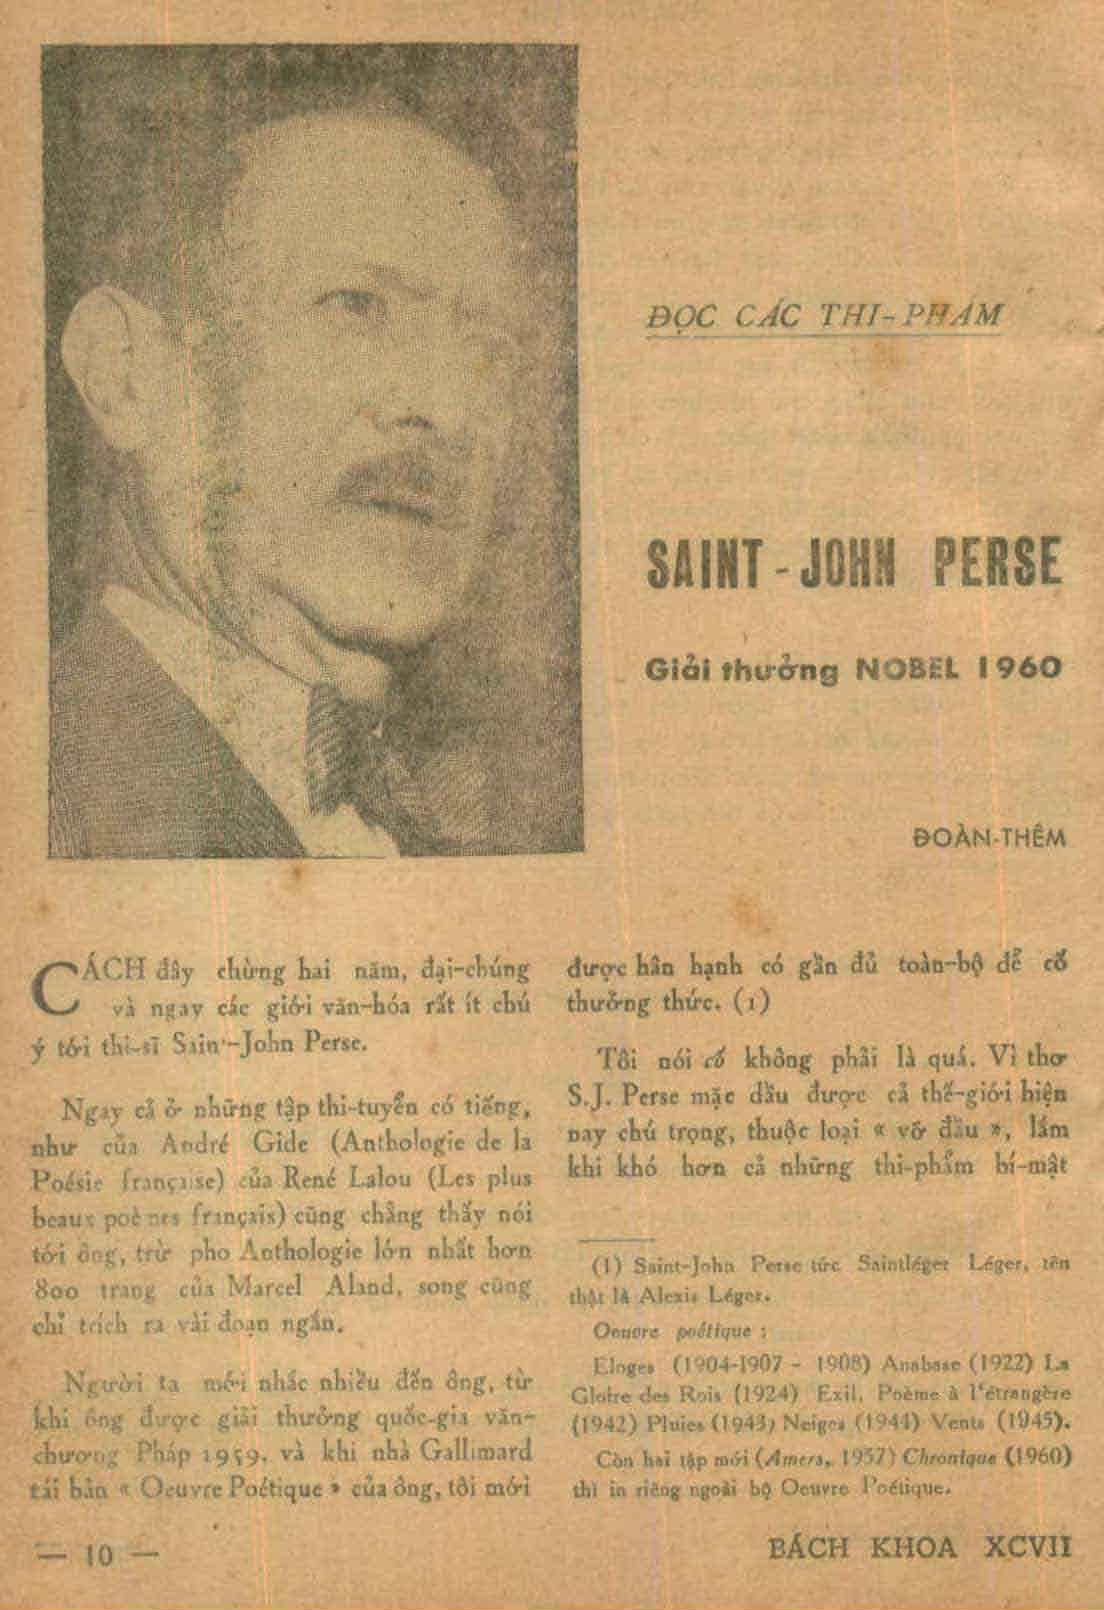 ĐỌC CÁC THI-PHẨM
SAINT-JOHN PERSE
Giải thưởng NOBEL 1960
ĐOÀN-THÊM
CÁCH đây chừng hai năm, đại-chúng
và ngay các giới văn-hóa rất ít chú
ý tới thi-sĩ Sain'-John Perse.
Ngay cả ở những tập thi-tuyển có tiếng,
như của André Gide (Anthologie de la
Poésie française) của René Lalou (Les plus
beaux poèmes français) cũng chẳng thấy nói
tới ông, trừ pho Anthologie lớn nhất hơn
800 trang của Marcel Aland, song cũng
chỉ trích ra vài đoạn ngắn.
Người ta mới nhắc nhiều đến ông, từ
khi ông được giải thưởng quốc-gia văn-
chương Pháp 1959, và khi nhà Gallimard
tái bản « Oeuvre Poétique » của ông, tôi mới
được hân hạnh có gần đủ toàn-bộ để cố
thưởng thức. (1)
Tôi nói cố không phải là quá. Vì thơ
S.J. Perse mặc dầu được cả thế-giới hiện
nay chú trọng, thuộc loại « vỡ đầu », lắm
khi khó hơn cả những thi-phẩm bí-mật
(1) Saint-John Perse tức Saintléger Léger, tên
thật là Alexis Léger.
Oeuvre poétique :
Eloges (1904-1907 - 1908) Anabase (1922) La
Gloire des Rois (1924) Exil, Poème à l'étrangère
(1942) Pluies (1943) Neiges (1944) Vents (1945).
Còn hai tập mới (Amers, 1957) Chronique (1960)
thì in riêng ngoài bộ Oeuvre Poétique.
— 10 —
BÁCH KHOA XCVII